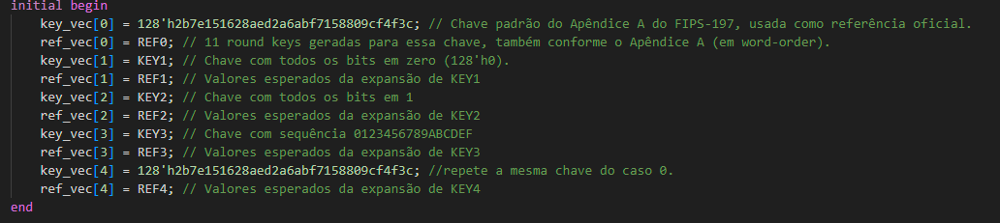 initial begin
key_vec[0] = 128'h2b7e151628aed2a6abf7158809cf4f3c; // Chave padrão do Apêndice A do FIPS-197, usada como referência oficial.
ref_vec[0] = REF0; // 11 round keys geradas para essa chave, também conforme o Apêndice A (em word-order).
key_vec[1] = KEY1; // Chave com todos os bits em zero (128'h0).
ref_vec[1] = REF1; // Valores esperados da expansão de KEY1
key_vec[2] = KEY2; // Chave com todos os bits em 1
ref_vec[2] = REF2; // Valores esperados da expansão de KEY2
key_vec[3] = KEY3; // Chave com sequência 0123456789ABCDEF
ref_vec[3] = REF3; // Valores esperados da expansão de KEY3
key_vec[4] = 128'h2b7e151628aed2a6abf7158809cf4f3c; //repete a mesma chave do caso 0.
ref_vec[4] = REF4; // Valores esperados da expansão de KEY4
end